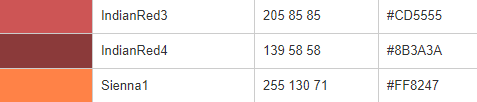 IndianRed3 205 85 85 #CD5555
IndianRed4 139 58 58 #8B3A3A
Sienna1 255 130 71 #FF8247